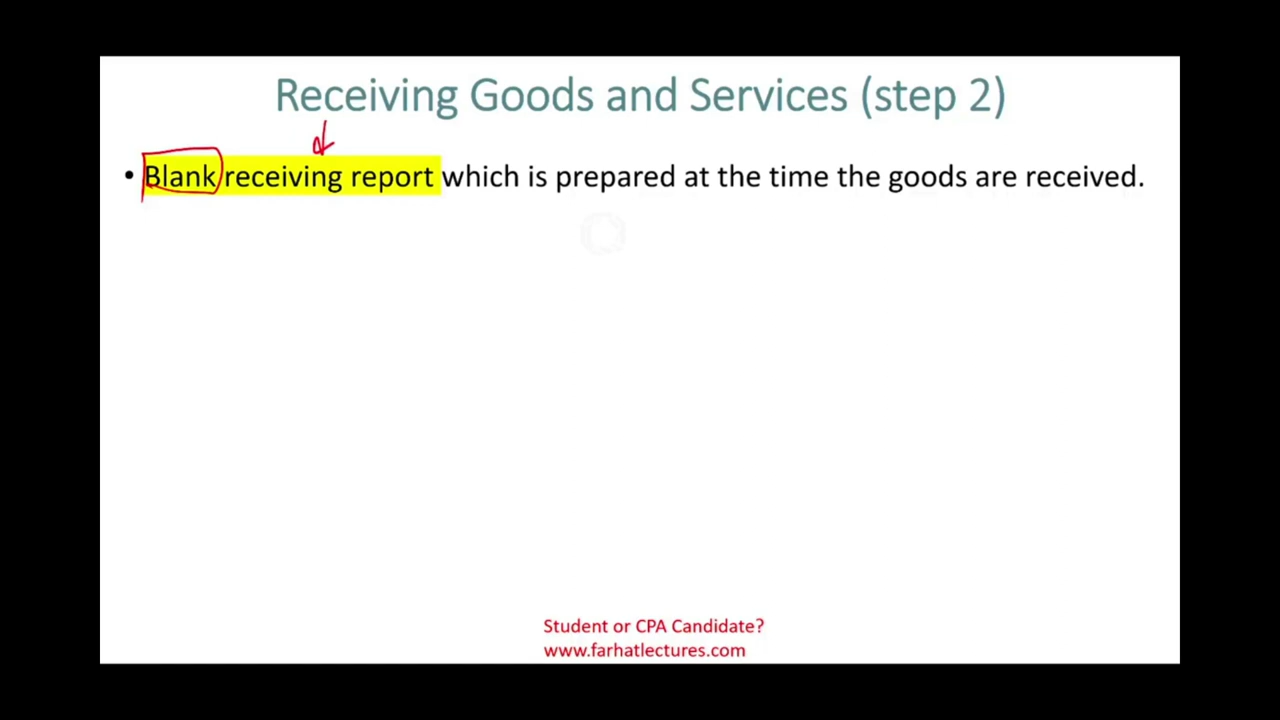 Receiving Goods and Services (step 2)
• Blank receiving report which is prepared at the time the goods are received.
Student or CPA Candidate?
www.farhatlectures.com